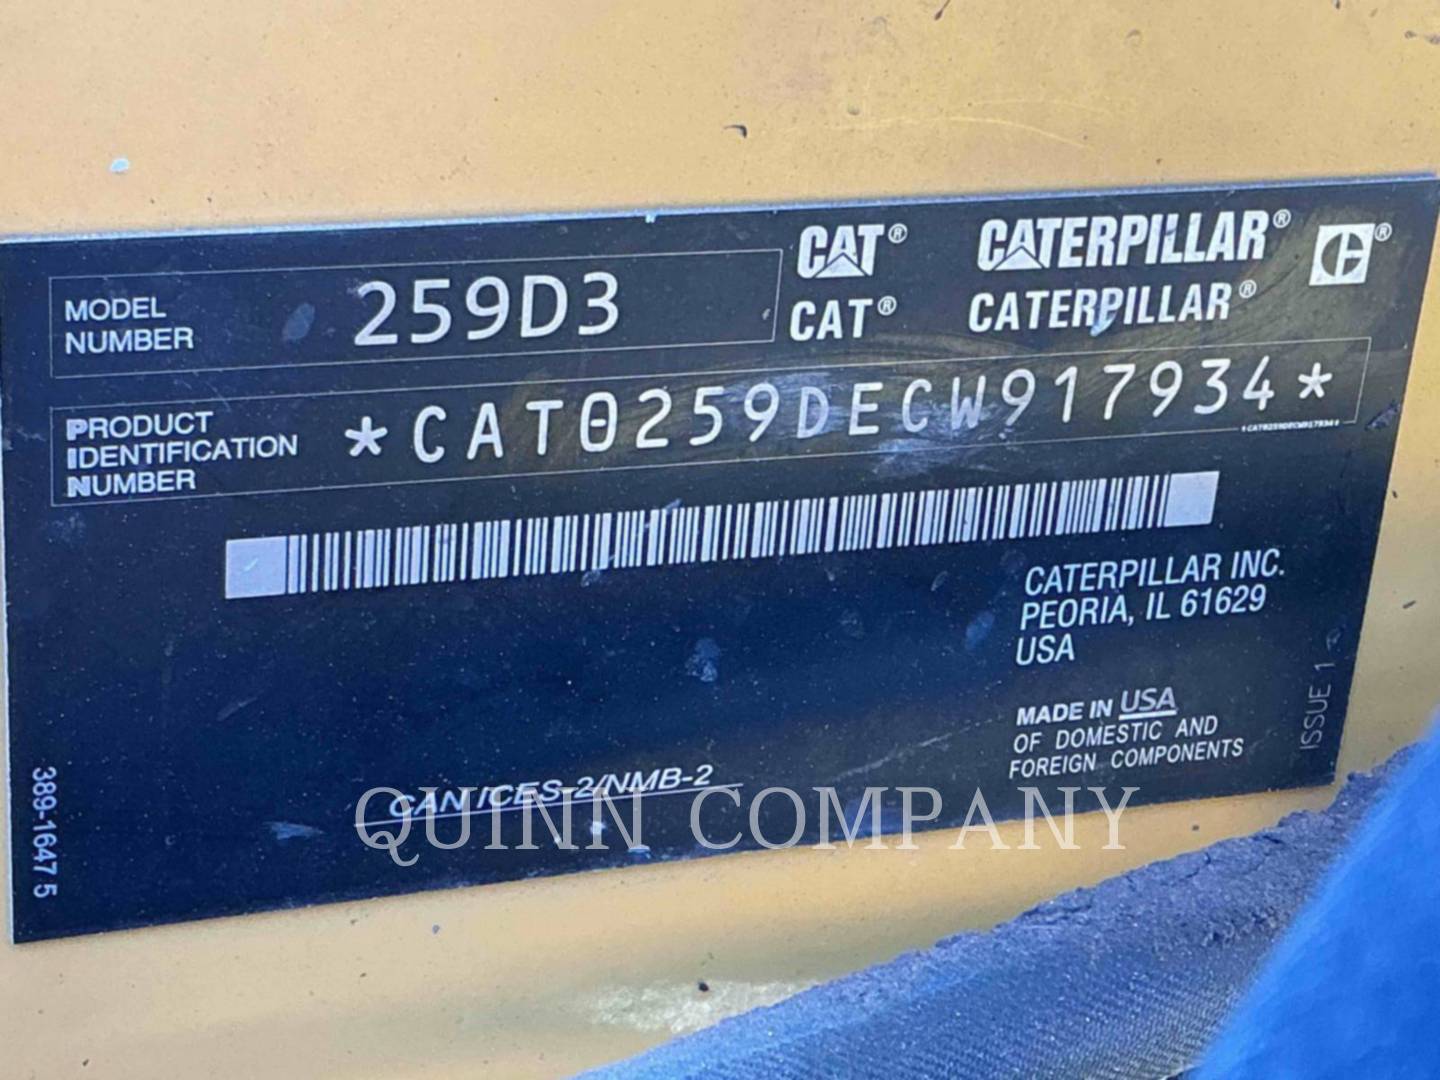 MODEL NUMBER 259D3
CAT® CATERPILLAR® C®
CAT® CATERPILLAR®
PRODUCT IDENTIFICATION NUMBER *CAT0259DECW917934*
*CAT0259DECW917934*
CATERPILLAR INC.
PEORIA, IL 61629
USA
MADE IN USA
OF DOMESTIC AND
FOREIGN COMPONENTS
ISSUE 1
CAN ICES-2/NMB-2
389-1647 5
QUINN COMPANY